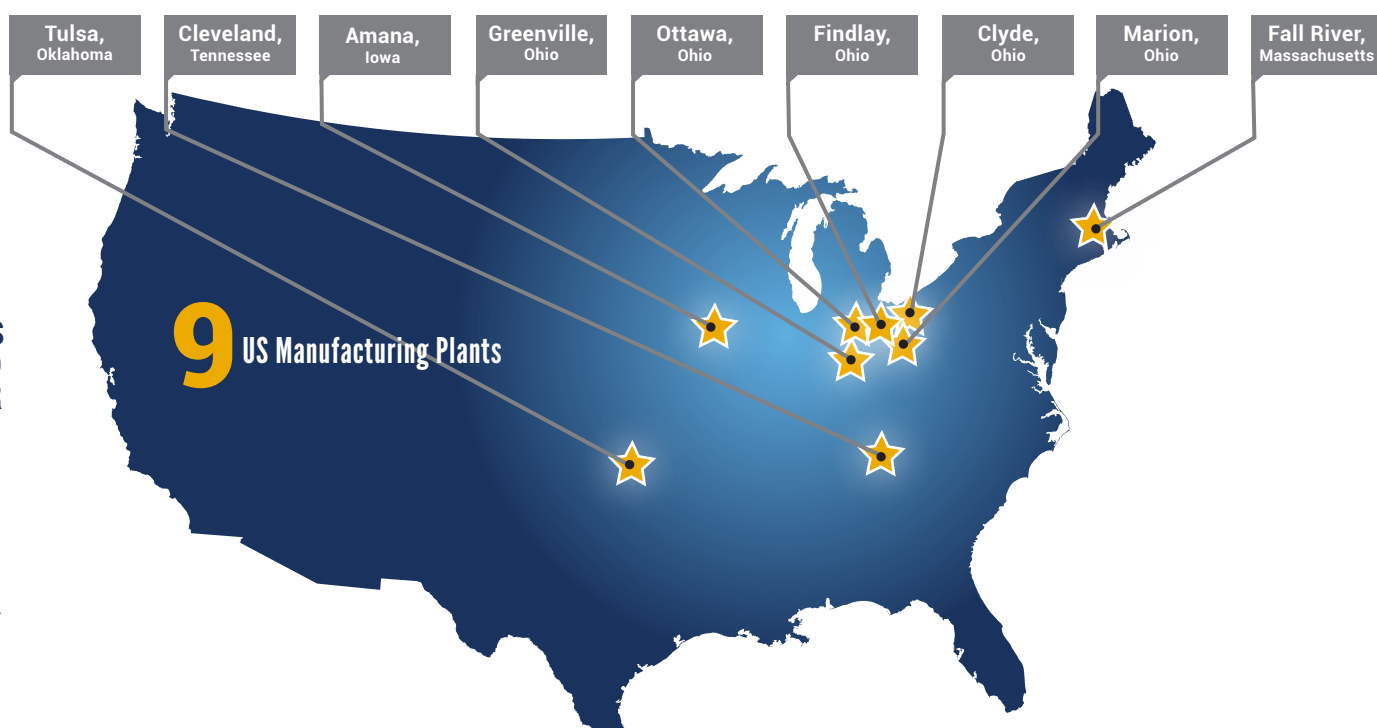 Tulsa,
Oklahoma
Cleveland,
Tennessee
Amana,
Iowa
Greenville,
Ohio
Ottawa,
Ohio
Findlay,
Ohio
Clyde,
Ohio
Marion,
Ohio
Fall River,
Massachusetts
9 US Manufacturing Plants